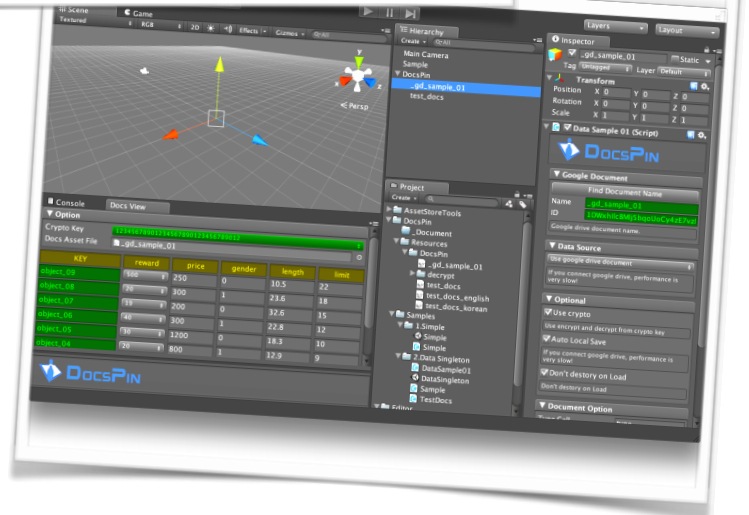 Scene
Game
Textured
RGB
2D
Effects
Gizmos
Q▾All
Persp
x
y
z
Hierarchy
Create
Q▾All
Main Camera
Sample
DocsPin
_gd_sample_01
test_docs
Layers
Layout
Inspector
_gd_sample_01
Static
Tag Untagged
Layer Default
Transform
Position X 0 Y 0 Z 0
Rotation X 0 Y 0 Z 0
Scale X 1 Y 1 Z 1
Data Sample 01 (Script)
DOCSPIN
Google Document
Find Document Name
Name _gd_sample_01
ID
Google drive document name.
Data Source
Use google drive document
If you connect google drive, performance is
very slow!
Optional
Use crypto
Use encrypt and decrypt from crypto key
Auto Local Save
If you connect google drive, performance is
very slow!
Don't destory on Load
Don't destory on Load
Document Option
Project
Create
AssetStoreTools
DocsPin
_Document
Resources
DocsPin
_gd_sample_01
decrypt
test_docs
test_docs_english
test_docs_korean
Samples
1.Simple
Simple
Simple
2.Data Singleton
DataSample01
DataSingleton
Sample
TestDocs
Editor
Console
Docs View
Option
Crypto Key 12345678901234567890123456789012
Docs Asset File _gd_sample_01
KEY reward price gender length limit
object_09 500 250 0 10.5 22
object_08 20 300 1 23.6 18
object_07 10 200 0 32.6 15
object_06 40 300 1 22.8 12
object_05 30 1200 0 18.3 10
object_04 20 800 1 12.9 9
DOCSPIN